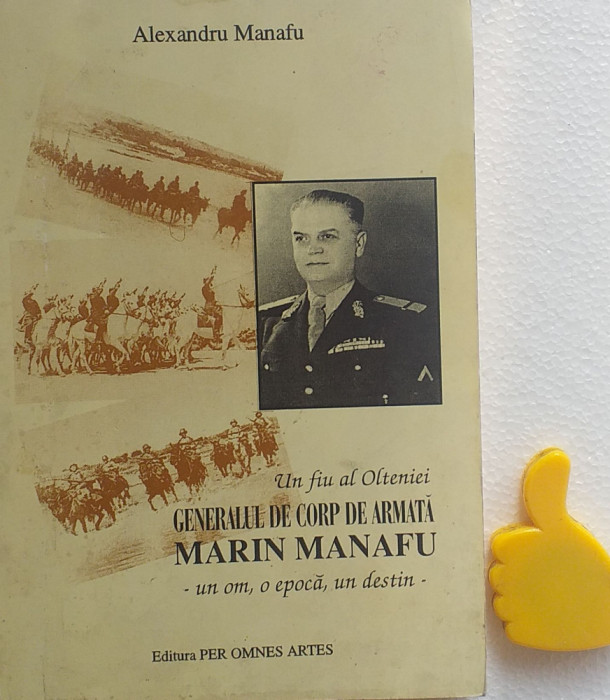 Alexandru Manafu
Un fiu al Olteniei
GENERALUL DE CORP DE ARMATĂ
MARIN MANAFU
- un om, o epocă, un destin -
Editura PER OMNES ARTES